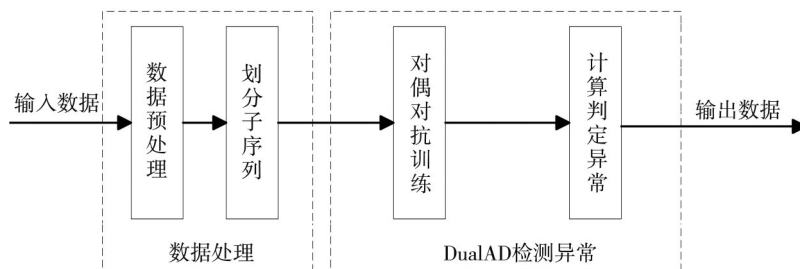 输入数据
数据预处理
划分子序列
对偶对抗训练
计算判定异常
输出数据
数据处理
DualAD检测异常